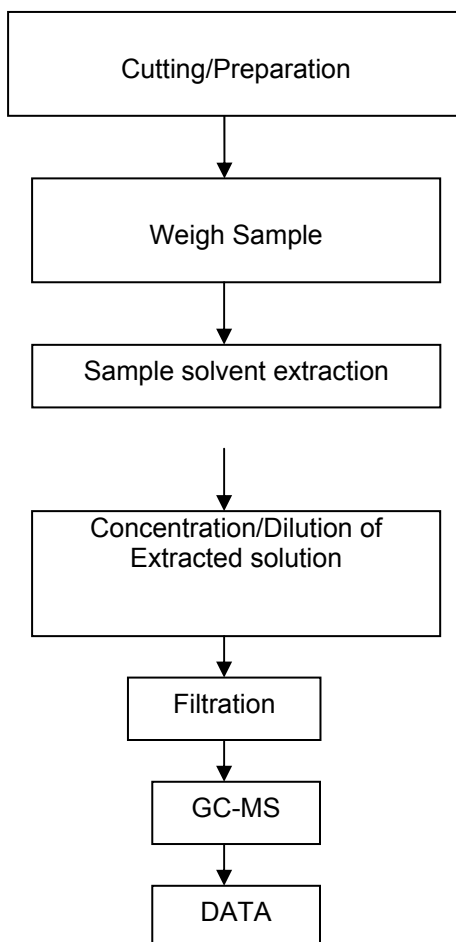 Cutting/Preparation
Weigh Sample
Sample solvent extraction
Concentration/Dilution of
Extracted solution
Filtration
GC-MS
DATA